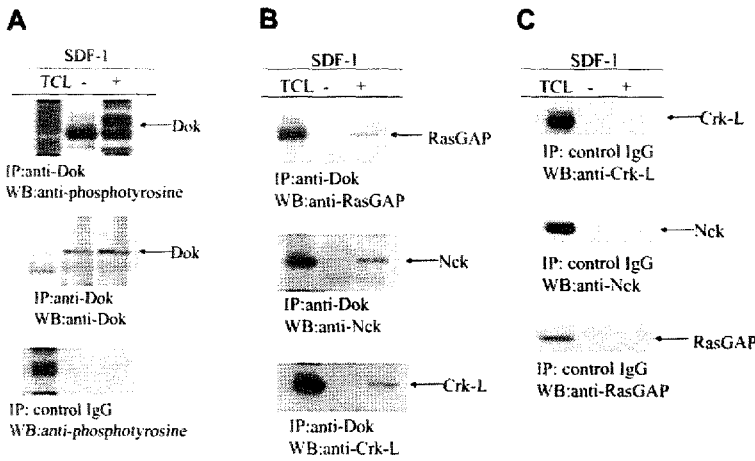 A
SDF-1
TCL - +
Dok
IP:anti-Dok
WB:anti-phosphotyrosine
Dok
IP:anti-Dok
WB:anti-Dok
IP: control IgG
WB:anti-phosphotyrosine
B
SDF-1
TCL - +
RasGAP
IP:anti-Dok
WB:anti-RasGAP
Nck
IP:anti-Dok
WB:anti-Nck
Crk-L
IP:anti-Dok
WB:anti-Crk-L
C
SDF-1
TCL - +
Crk-L
IP: control IgG
WB:anti-Crk-L
Nck
IP: control IgG
WB:anti-Nck
RasGAP
IP: control IgG
WB:anti-RasGAP